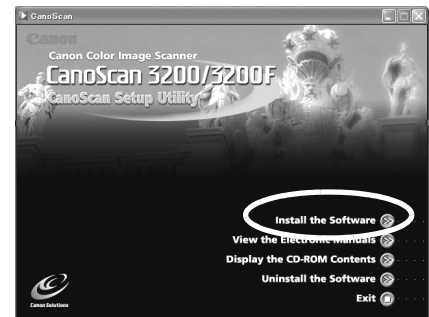 CanoScan
Canon
Canon Color Image Scanner
CanoScan 3200/3200F
CanoScan Setup Utility
Install the Software
View the Electronic Manuals
Display the CD-ROM Contents
Uninstall the Software
Exit
Canon Solutions